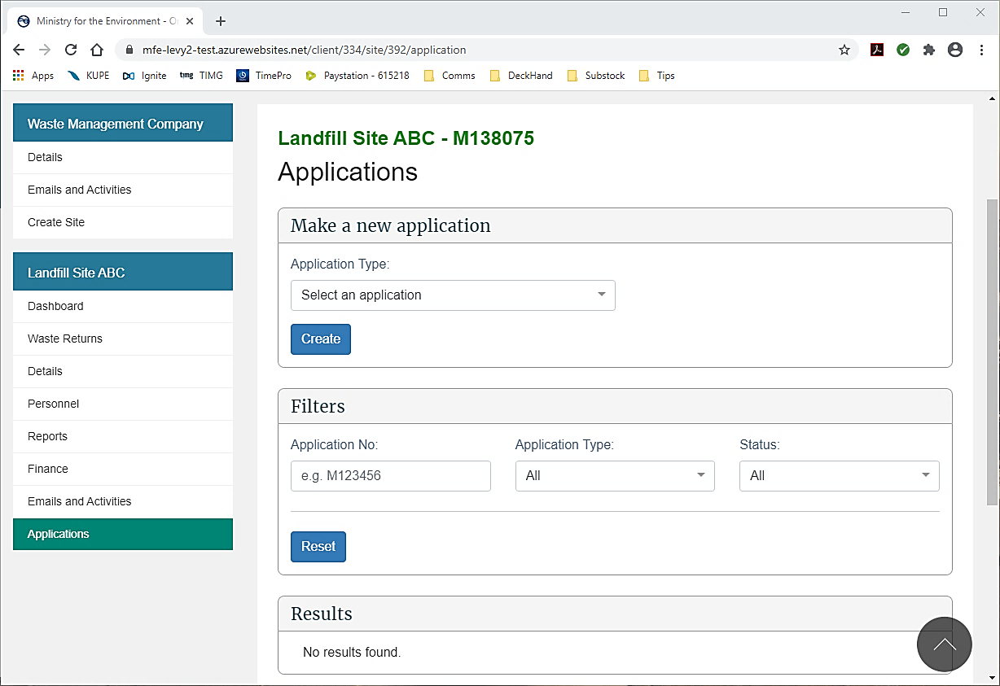 Ministry for the Environment - O
mfe-levy2-test.azurewebsites.net/client/334/site/392/application
Apps KUPE Ignite timg TIMG TimePro Paystation - 615218 Comms DeckHand Substock Tips
Waste Management Company
Details
Emails and Activities
Create Site
Landfill Site ABC
Dashboard
Waste Returns
Details
Personnel
Reports
Finance
Emails and Activities
Applications
Landfill Site ABC - M138075
Applications
Make a new application
Application Type:
Select an application
Create
Filters
Application No: Application Type: Status:
e.g. M123456 All All
Reset
Results
No results found.